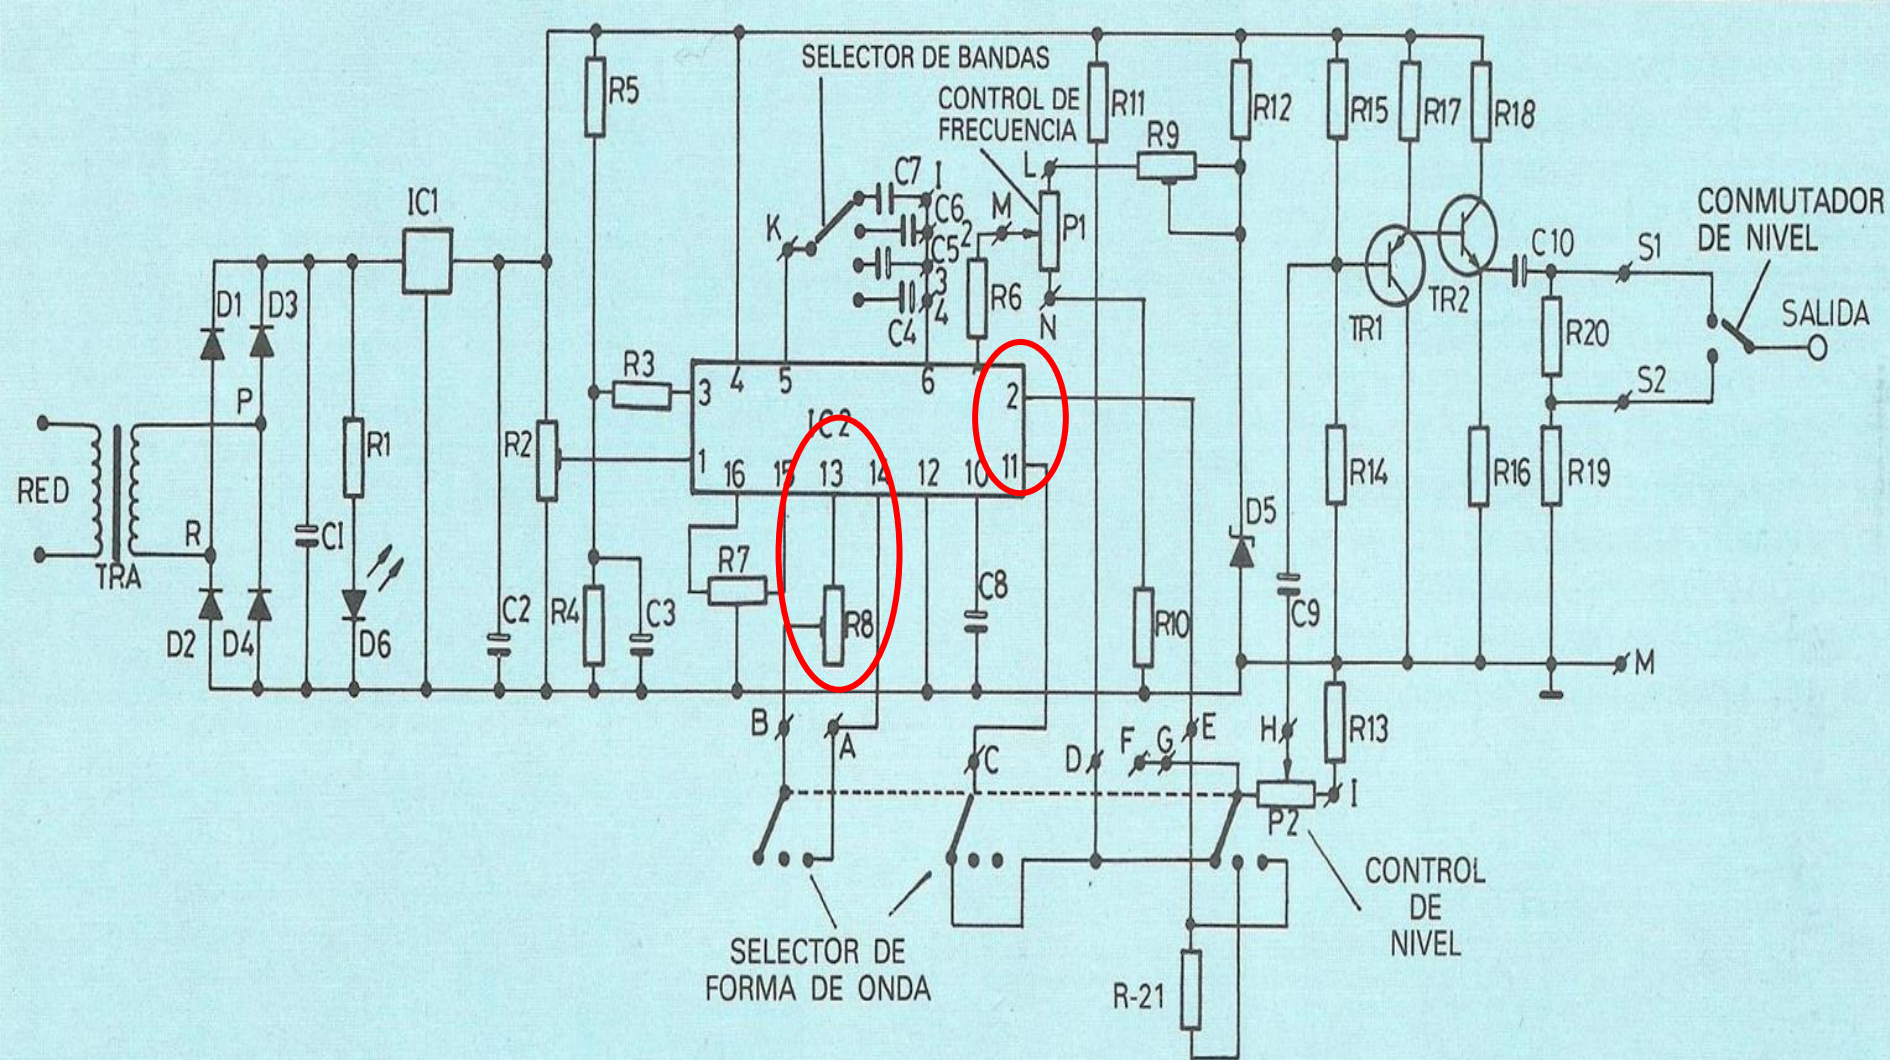 SELECTOR DE BANDAS
CONTROL DE
FRECUENCIA
R5
R11
R9
R12
R15
R17
R18
L
C7
I
C6
2
M
P1
K
C5
3
4
C4
R6
N
IC1
D1
D3
CONMUTADOR
DE NIVEL
C10
S1
SALIDA
TR1
TR2
R20
S2
P
R
RED
TRA
R1
R2
R3
3
4
5
6
2
IC2
1
16
15
13
14
12
10
11
R14
R16
R19
C1
D2
D4
D6
C2
R4
C3
R7
R8
C8
R10
D5
C9
M
B
A
C
D
F
G
E
H
R13
I
P2
SELECTOR DE
FORMA DE ONDA
CONTROL
DE
NIVEL
R-21